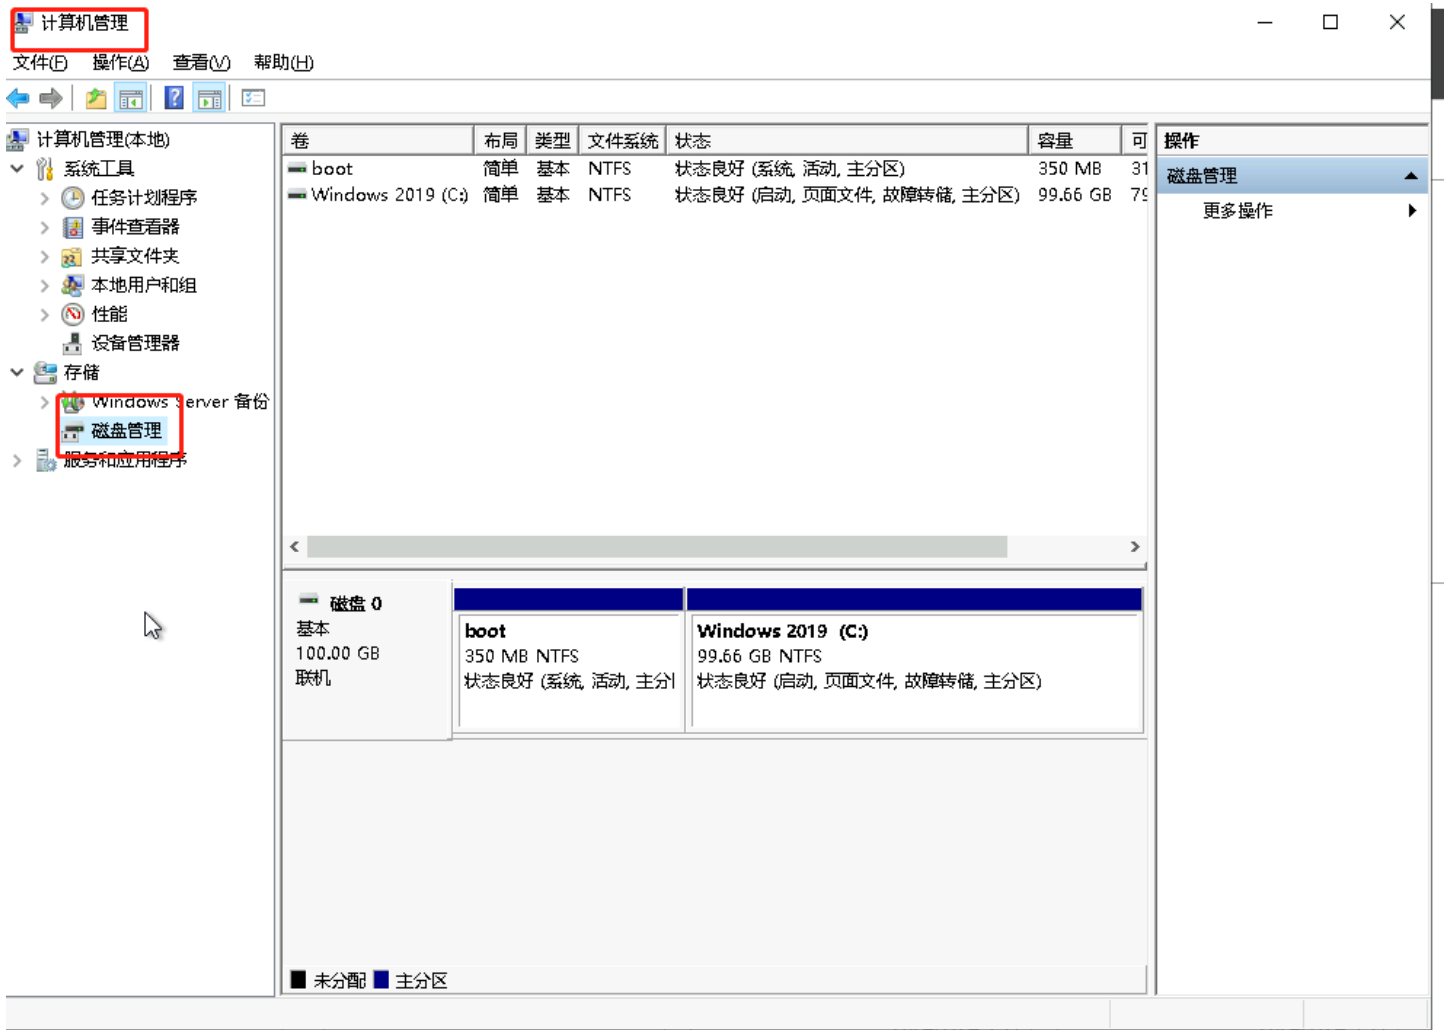 计算机管理
文件(F) 操作(A) 查看(V) 帮助(H)
计算机管理(本地)
系统工具
任务计划程序
事件查看器
共享文件夹
本地用户和组
性能
设备管理器
存储
Windows Server 备份
磁盘管理
服务和应用程序
卷 布局 类型 文件系统 状态 容量 可
boot 简单 基本 NTFS 状态良好 (系统, 活动, 主分区) 350 MB 31
Windows 2019 (C:) 简单 基本 NTFS 状态良好 (启动, 页面文件, 故障转储, 主分区) 99.66 GB 79
磁盘 0
基本
100.00 GB
联机
boot
350 MB NTFS
状态良好 (系统, 活动, 主分
Windows 2019 (C:)
99.66 GB NTFS
状态良好 (启动, 页面文件, 故障转储, 主分区)
未分配 主分区
操作
磁盘管理
更多操作